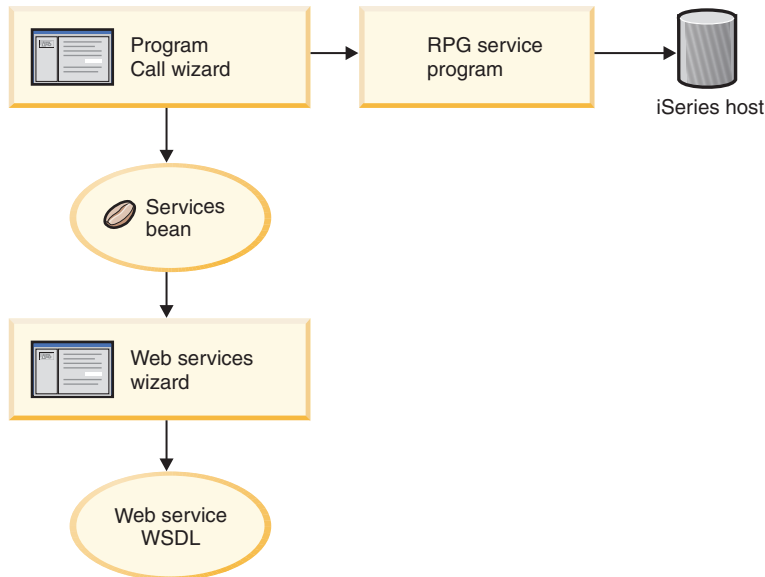 Program
Call wizard
RPG service
program
iSeries host
Services
bean
Web services
wizard
Web service
WSDL